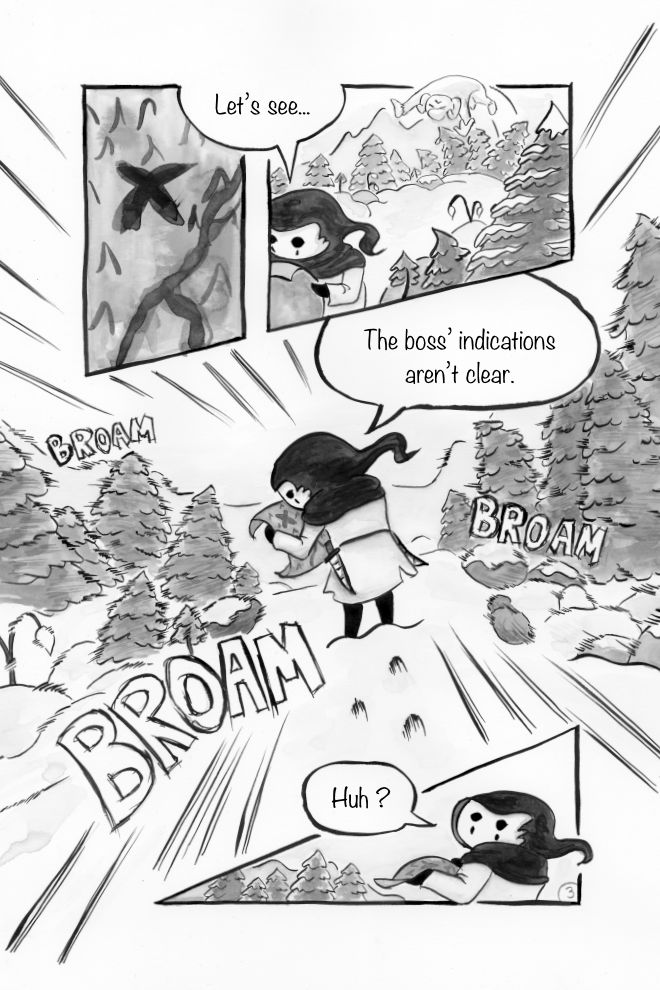 Let's see...
The boss' indications
aren't clear.
BROAM
BROAM
BROAM
Huh ?
3